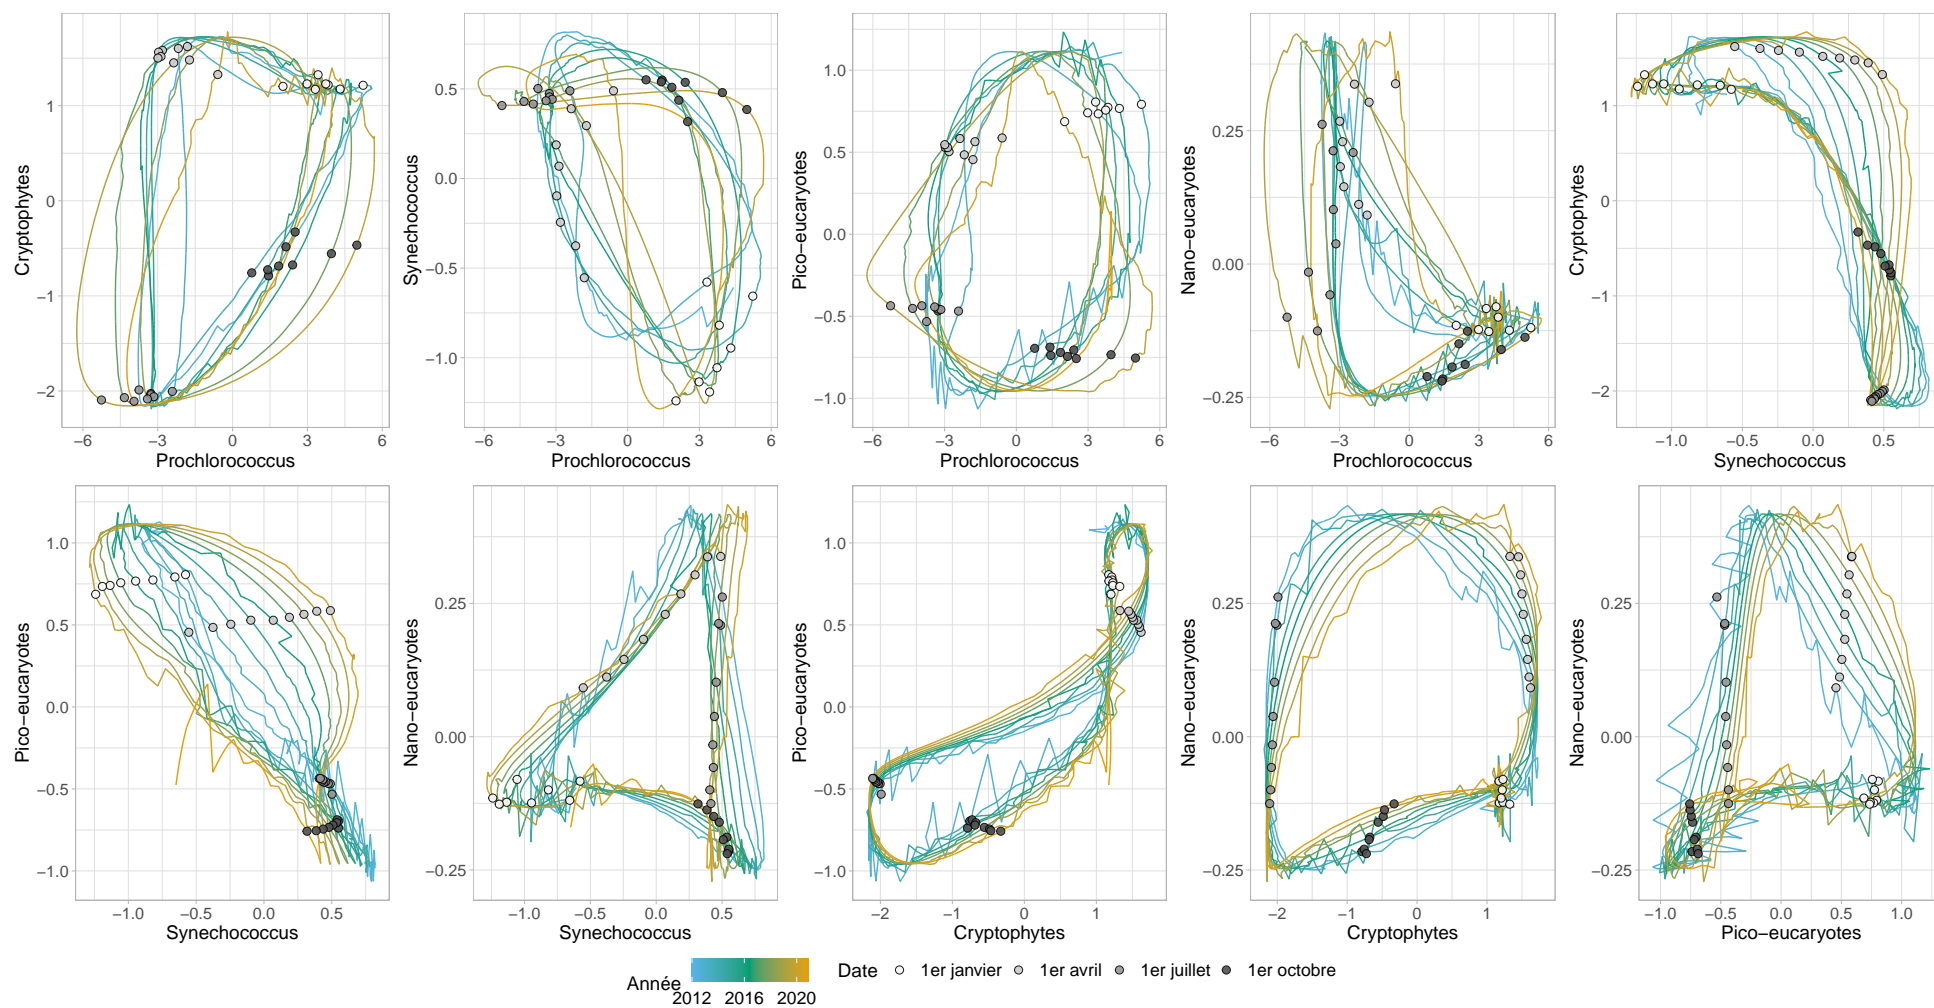 Cryptophytes
1
0
−1
−2
−6 −3 0 3 6
Prochlorococcus
Synechococcus
0.5
0.0
−0.5
−1.0
−6 −3 0 3 6
Prochlorococcus
Pico−eucaryotes
1.0
0.5
0.0
−0.5
−1.0
−6 −3 0 3 6
Prochlorococcus
Nano−eucaryotes
0.25
0.00
−0.25
−6 −3 0 3 6
Prochlorococcus
Cryptophytes
1
0
−1
−2
−1.0 −0.5 0.0 0.5
Synechococcus
Pico−eucaryotes
1.0
0.5
0.0
−0.5
−1.0
−1.0 −0.5 0.0 0.5
Synechococcus
Nano−eucaryotes
0.25
0.00
−0.25
−1.0 −0.5 0.0 0.5
Synechococcus
Pico−eucaryotes
1.0
0.5
0.0
−0.5
−1.0
−2 −1 0 1
Cryptophytes
Nano−eucaryotes
0.25
0.00
−0.25
−2 −1 0 1
Cryptophytes
Nano−eucaryotes
0.25
0.00
−0.25
−1.0 −0.5 0.0 0.5 1.0
Pico−eucaryotes
Année
2012 2016 2020
Date 1er janvier 1er avril 1er juillet 1er octobre